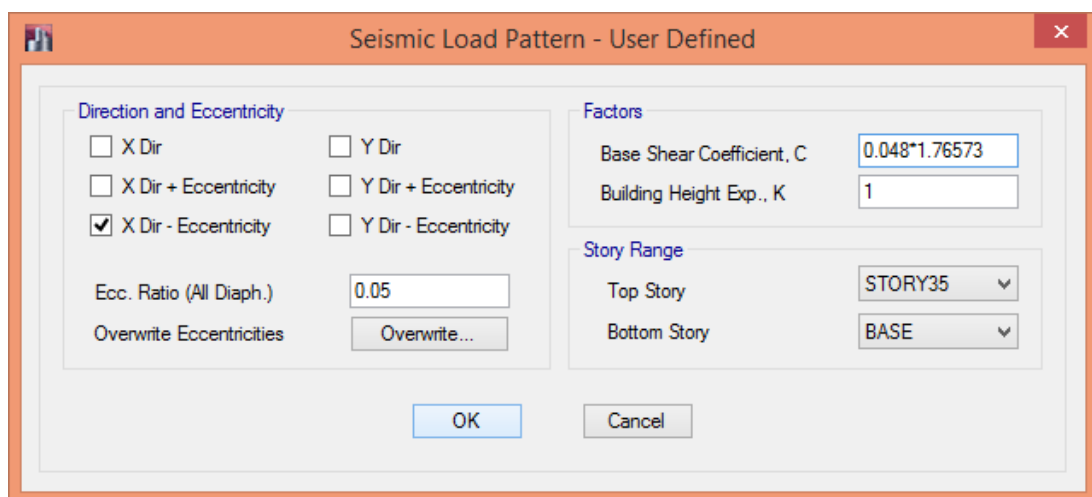 Seismic Load Pattern - User Defined
Direction and Eccentricity
X Dir
Y Dir
X Dir + Eccentricity
Y Dir + Eccentricity
X Dir - Eccentricity
Y Dir - Eccentricity
Ecc. Ratio (All Diaph.)
0.05
Overwrite Eccentricities
Overwrite...
Factors
Base Shear Coefficient, C
0.048*1.76573
Building Height Exp., K
1
Story Range
Top Story
STORY35
Bottom Story
BASE
OK
Cancel